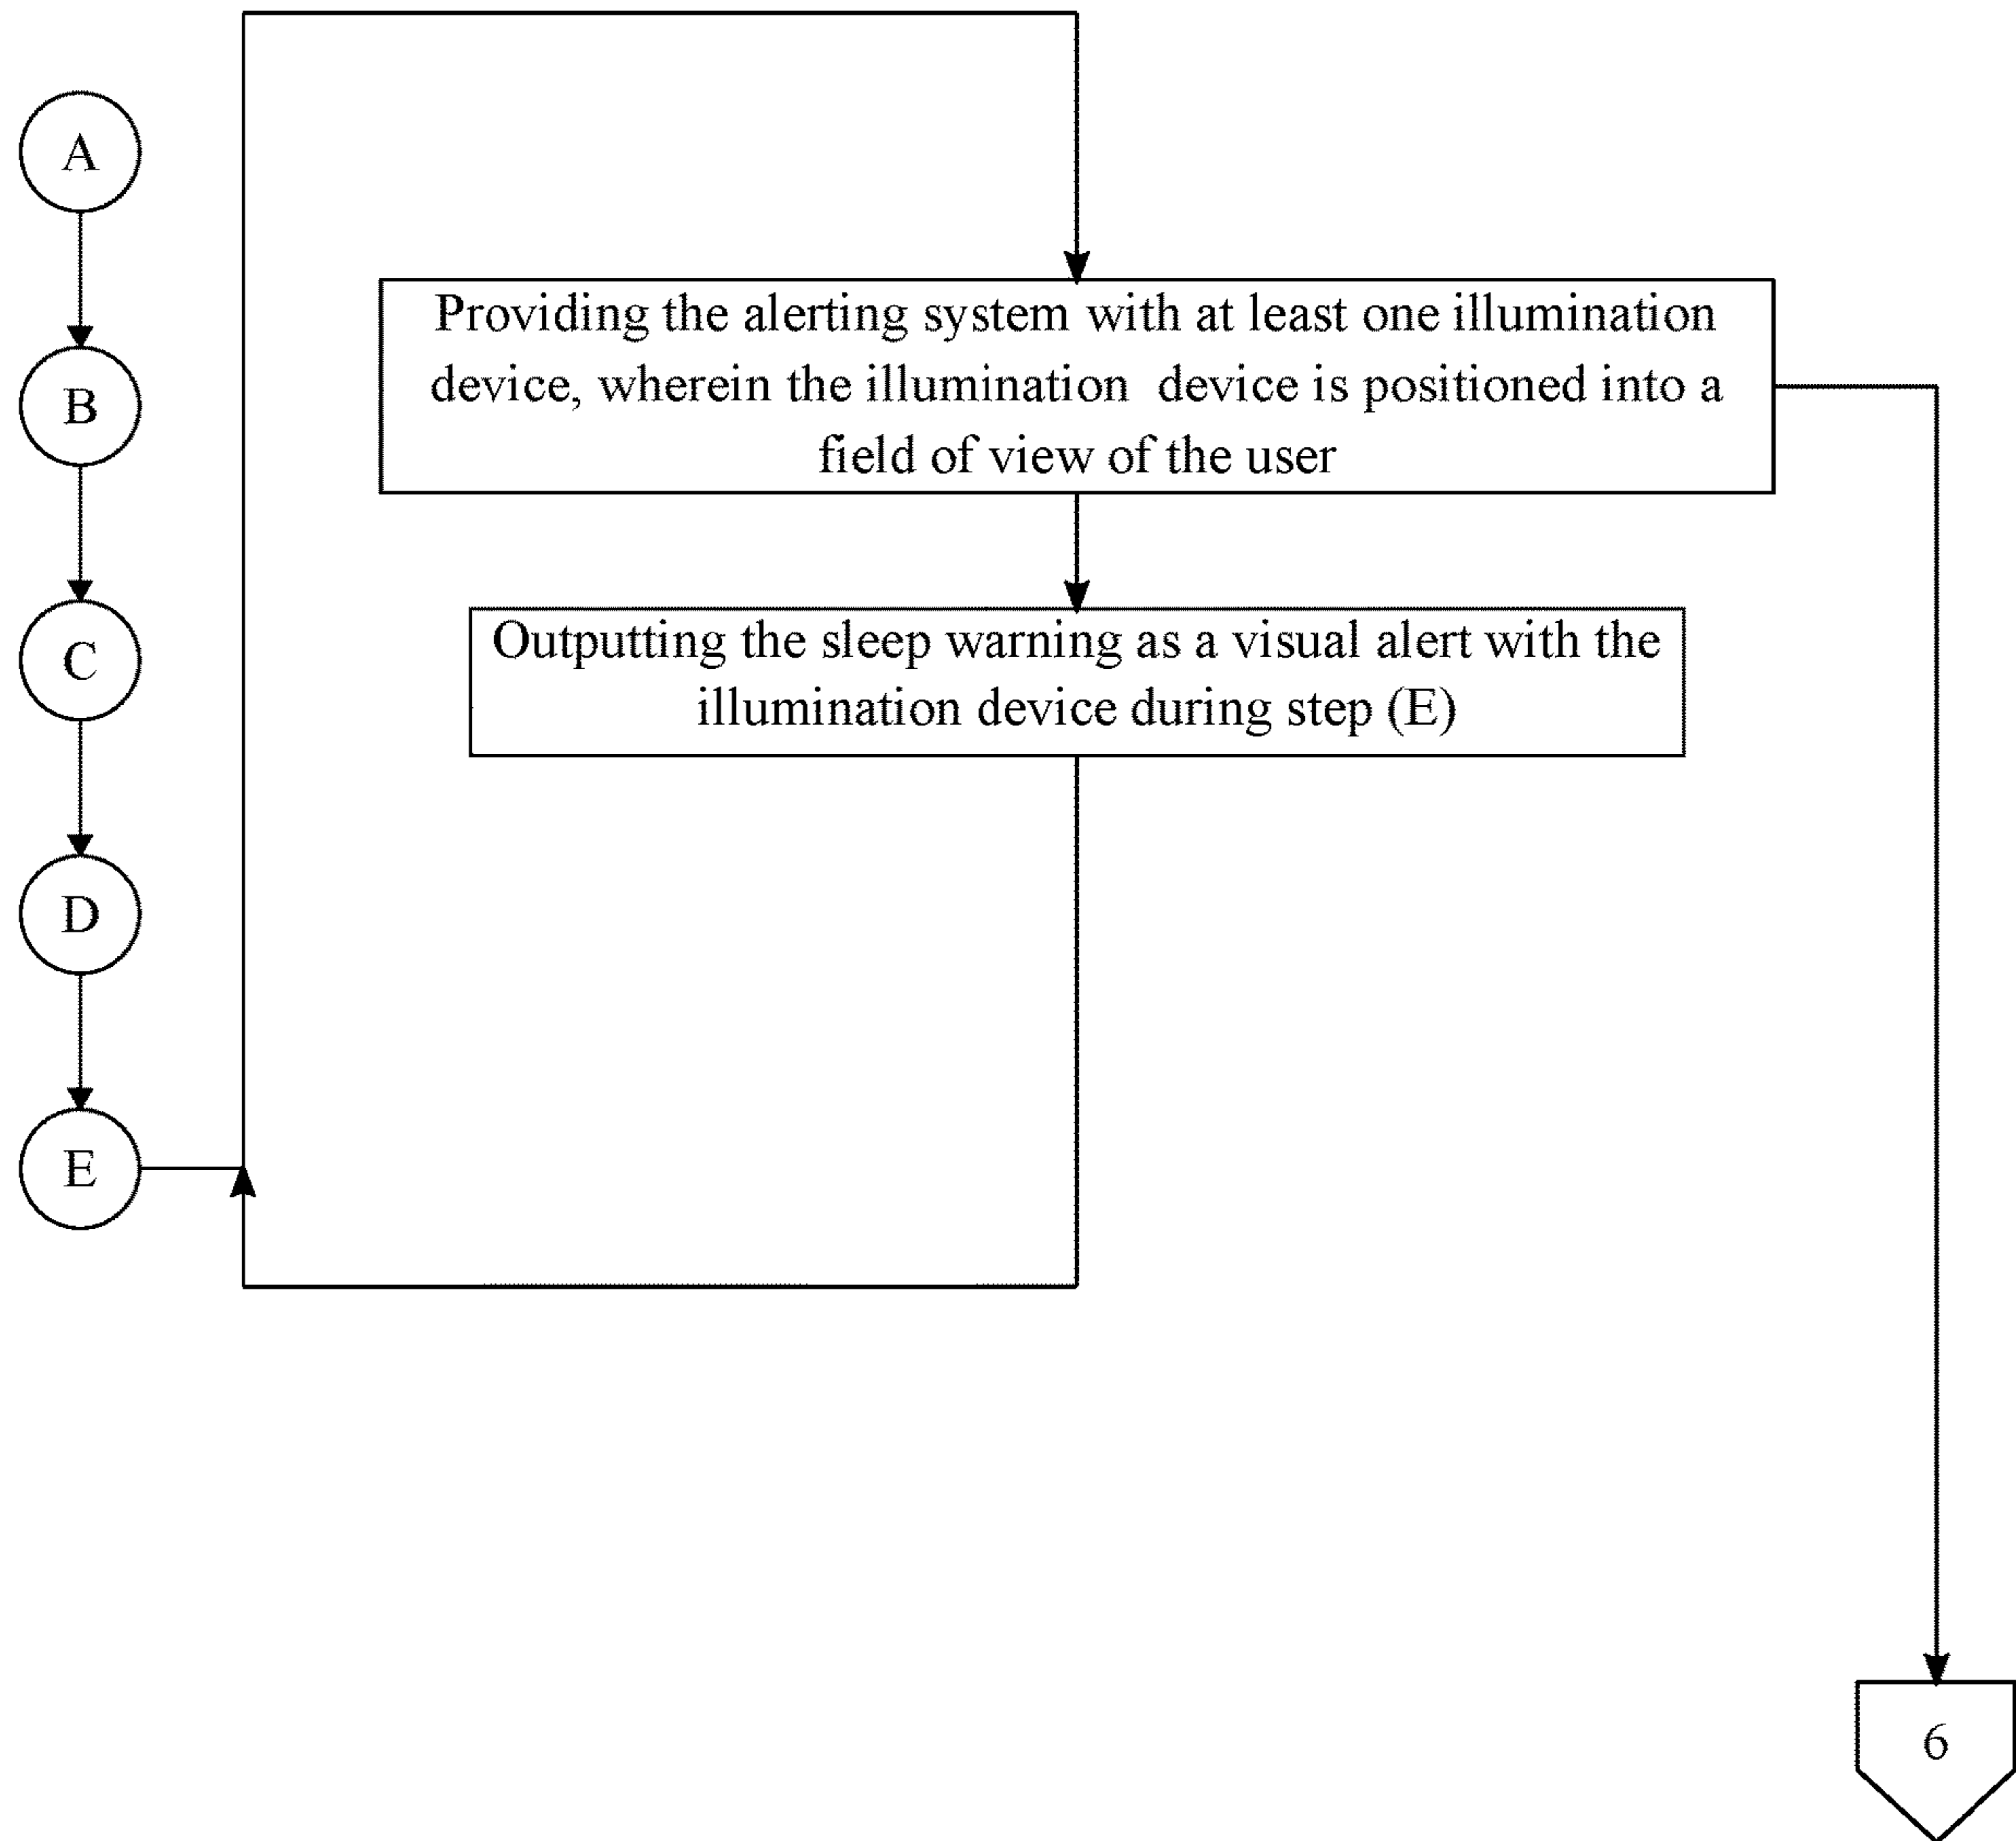 A
B
C
D
E
Providing the alerting system with at least one illumination
device, wherein the illumination device is positioned into a
field of view of the user
Outputting the sleep warning as a visual alert with the
illumination device during step (E)
6